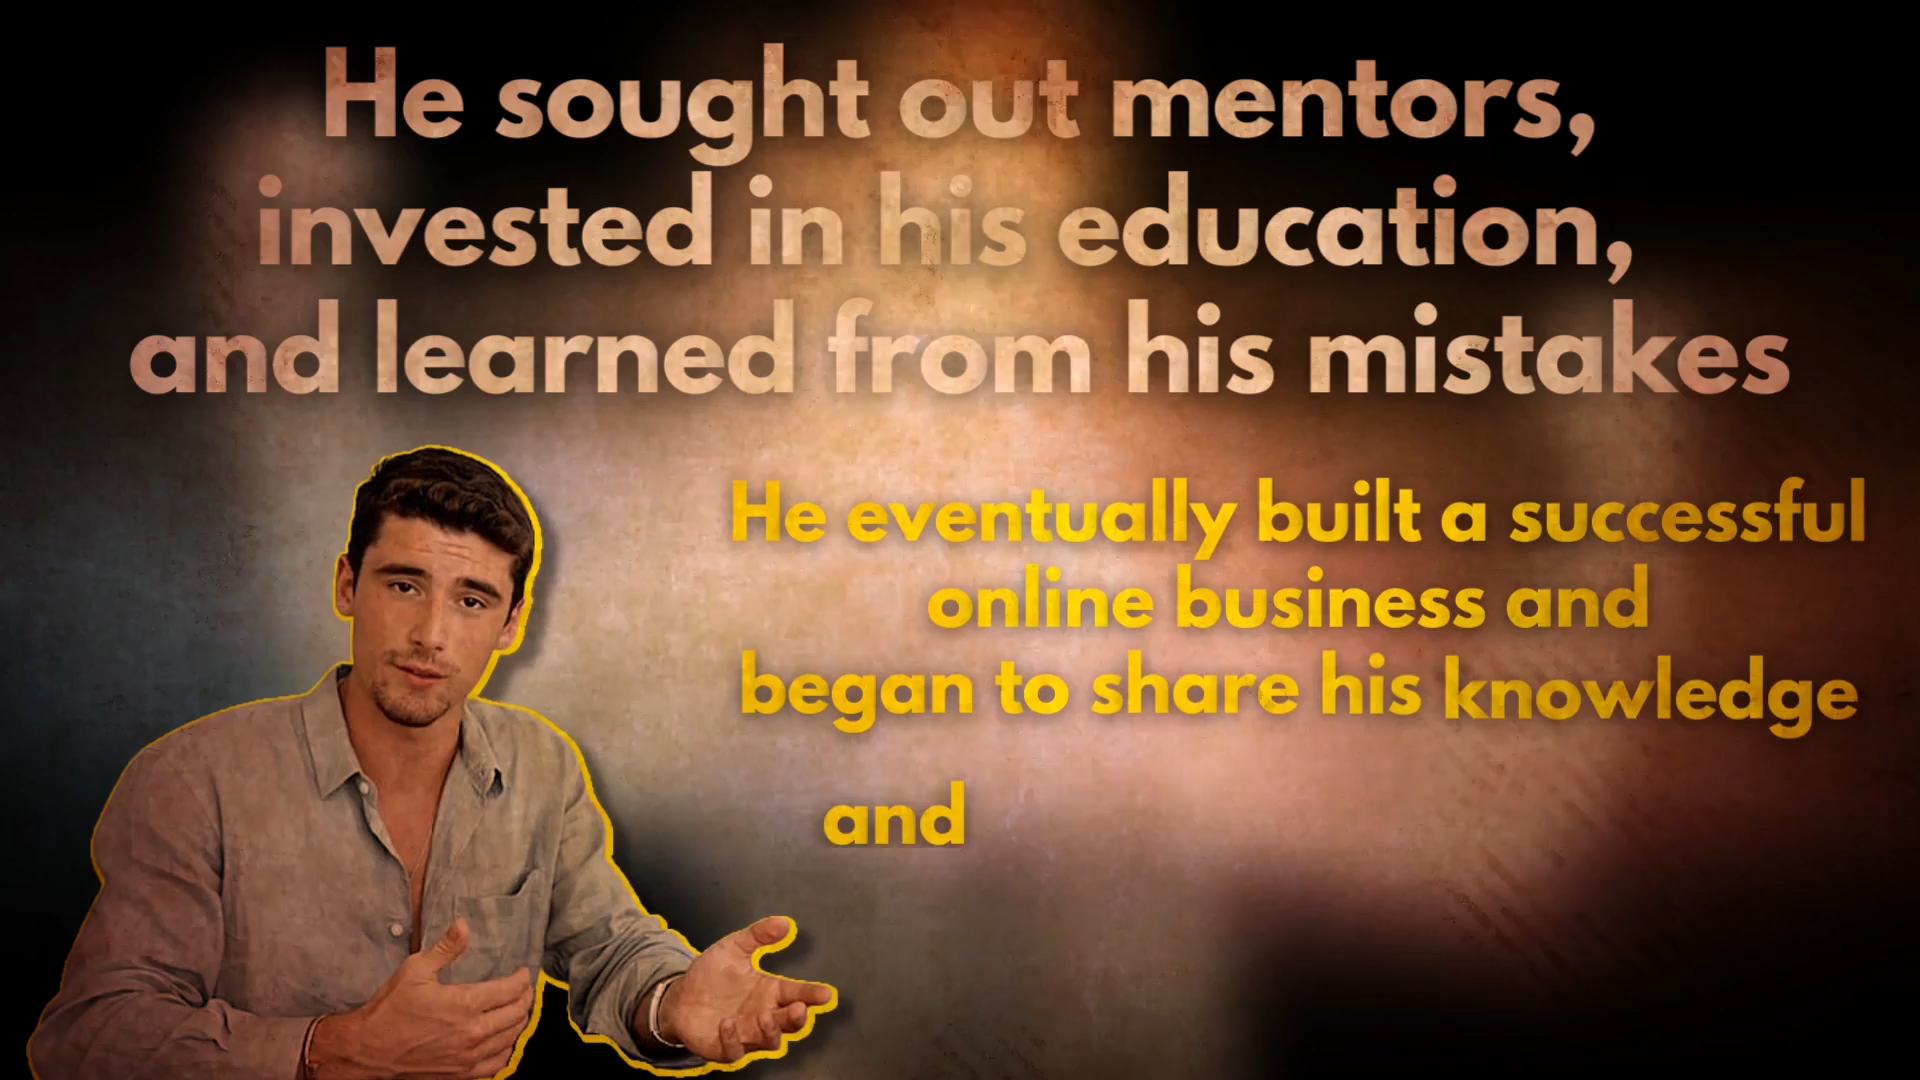 He sought out mentors,
invested in his education,
and learned from his mistakes
He eventually built a successful
online business and
began to share his knowledge
and